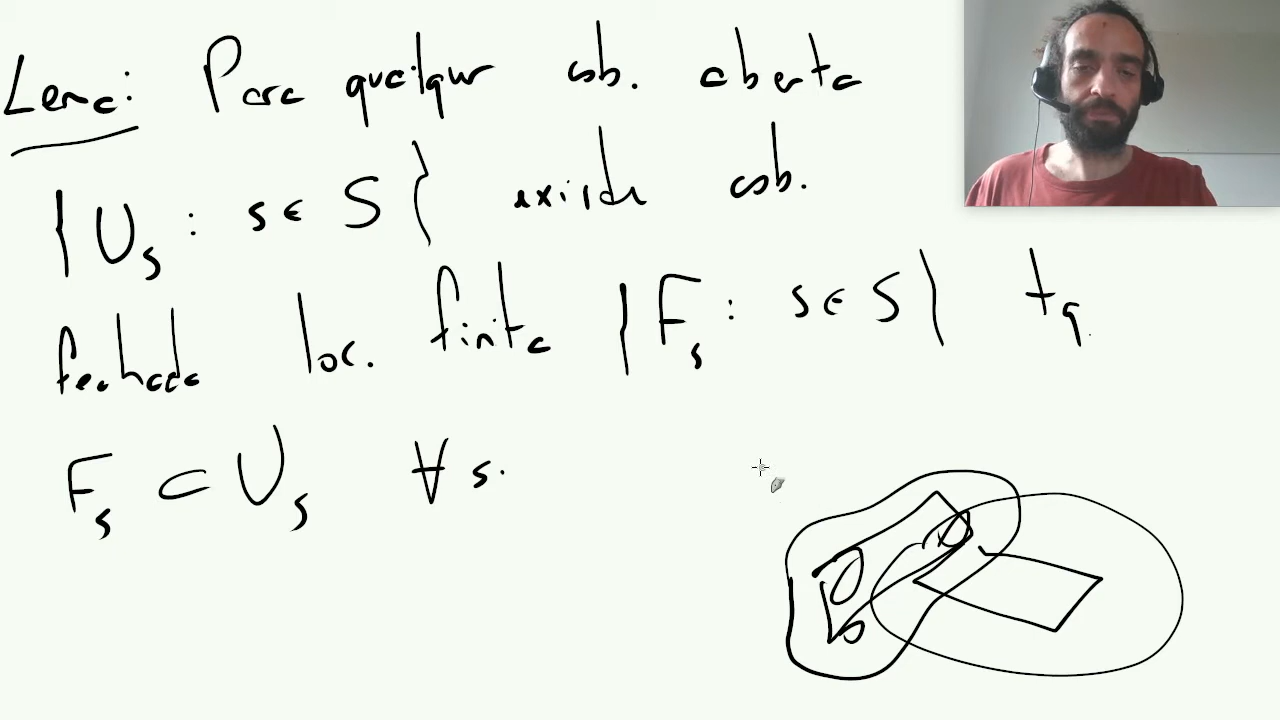 Lema: Para qualquer cob. aberta
{U_s : s ∈ S} existe cob.
fechada loc. finita {F_s : s ∈ S} tq.
F_s ⊂ U_s ∀ s.